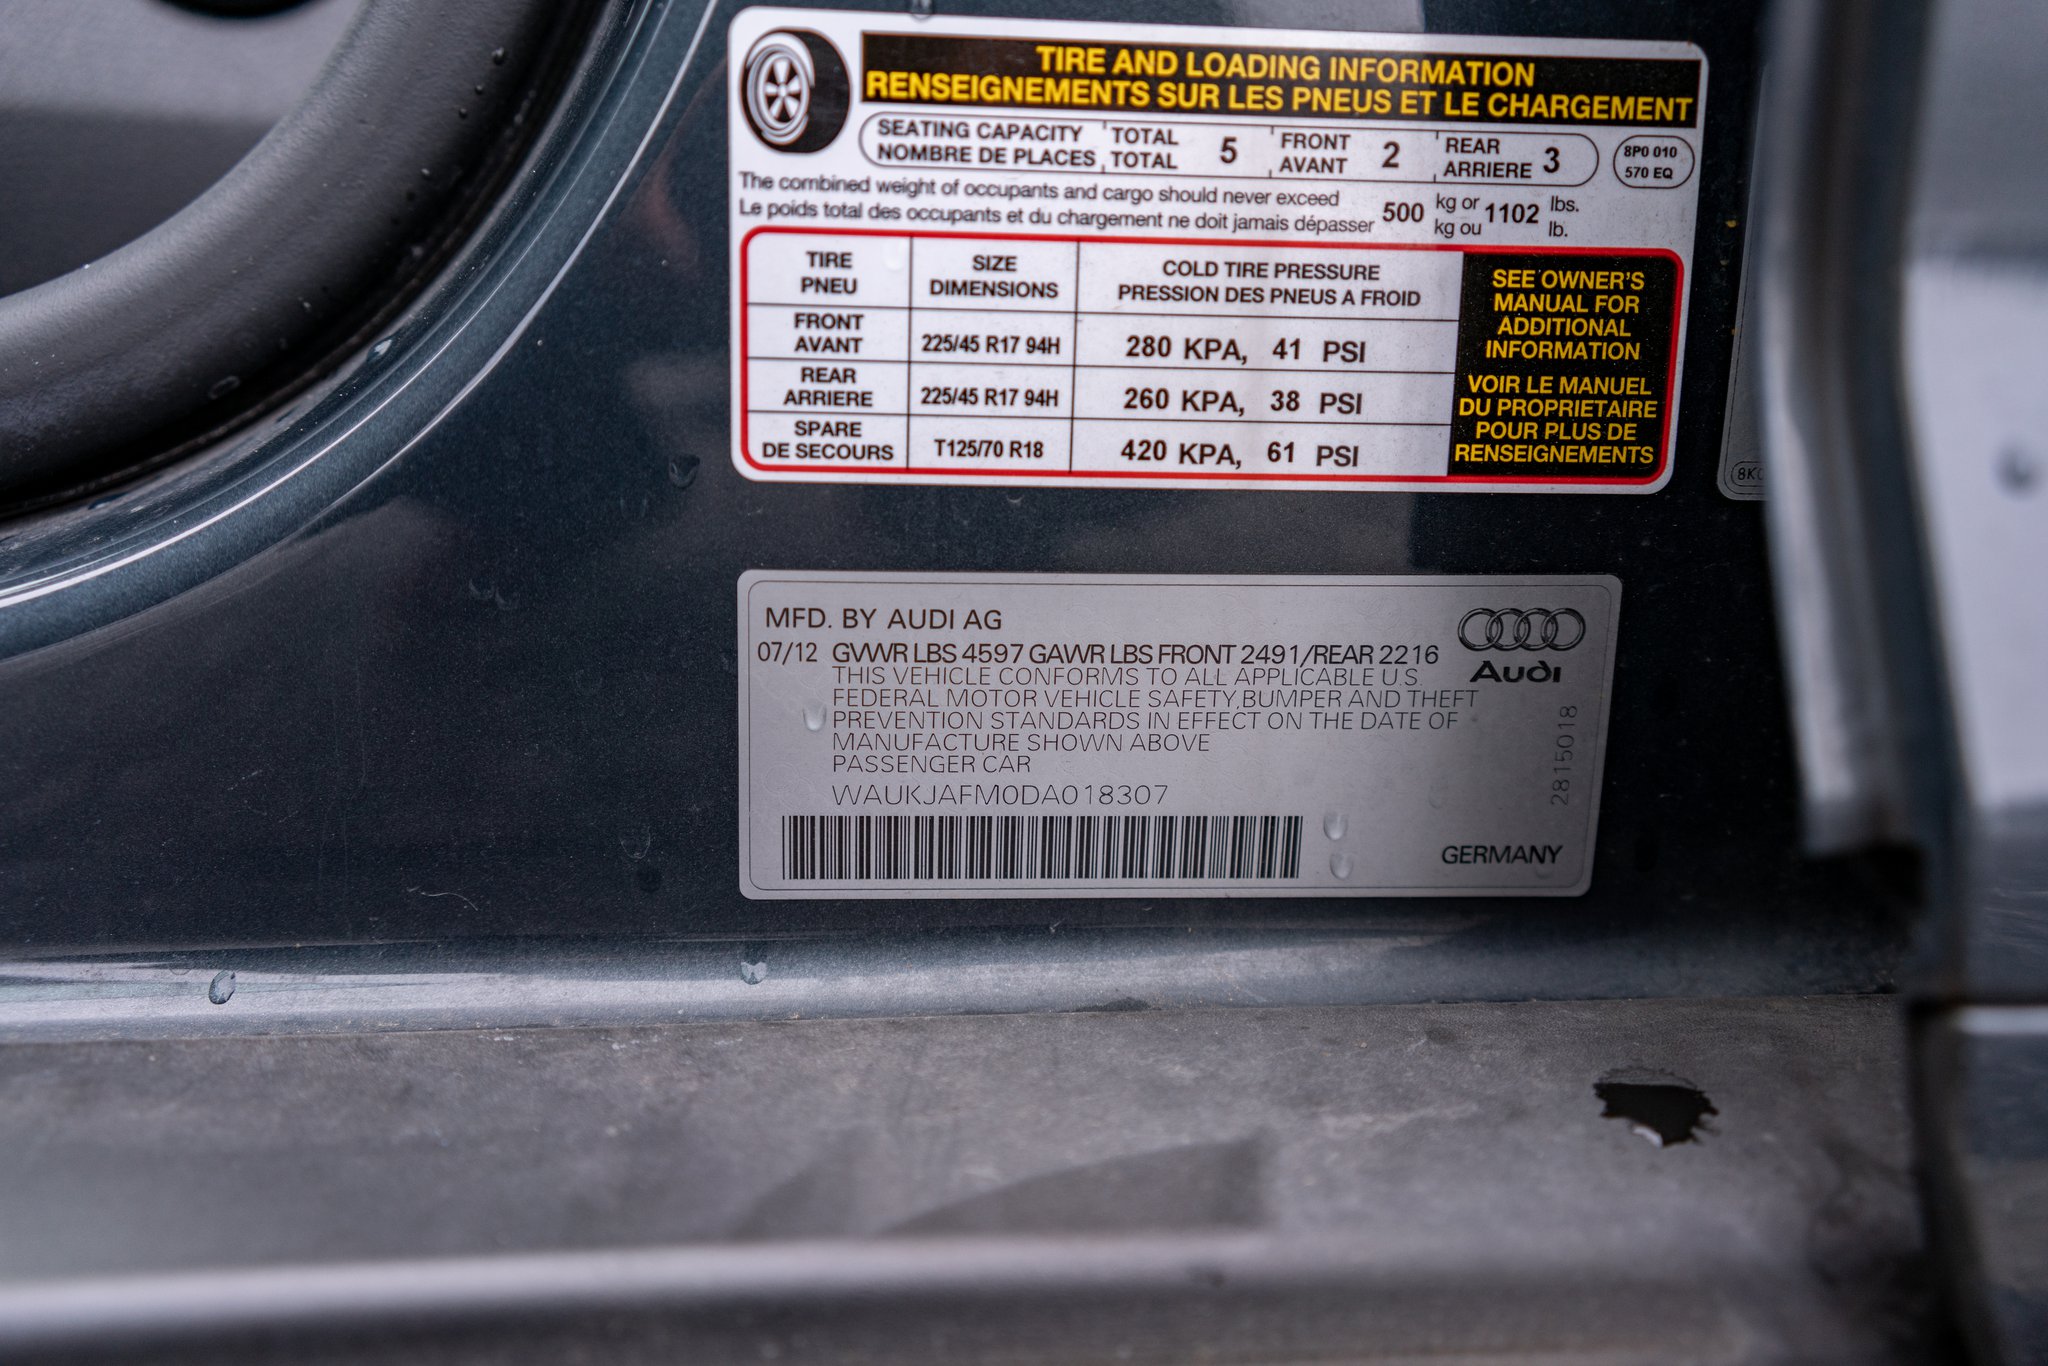 TIRE AND LOADING INFORMATION
RENSEIGNEMENTS SUR LES PNEUS ET LE CHARGEMENT
SEATING CAPACITY TOTAL 5 FRONT 2 REAR 3
NOMBRE DE PLACES TOTAL AVANT ARRIERE
8P0 010
570 EQ
The combined weight of occupants and cargo should never exceed 500 kg or 1102 lbs.
Le poids total des occupants et du chargement ne doit jamais dépasser kg ou lb.
TIRE SIZE COLD TIRE PRESSURE
PNEU DIMENSIONS PRESSION DES PNEUS A FROID
FRONT
AVANT 225/45 R17 94H 280 KPA, 41 PSI
REAR
ARRIERE 225/45 R17 94H 260 KPA, 38 PSI
SPARE
DE SECOURS T125/70 R18 420 KPA, 61 PSI
SEE OWNER'S
MANUAL FOR
ADDITIONAL
INFORMATION
VOIR LE MANUEL
DU PROPRIETAIRE
POUR PLUS DE
RENSEIGNEMENTS
MFD. BY AUDI AG
07/12 GVWR LBS 4597 GAWR LBS FRONT 2491/REAR 2216
THIS VEHICLE CONFORMS TO ALL APPLICABLE U.S.
FEDERAL MOTOR VEHICLE SAFETY,BUMPER AND THEFT
PREVENTION STANDARDS IN EFFECT ON THE DATE OF
MANUFACTURE SHOWN ABOVE
PASSENGER CAR
WAUKJAFM0DA018307
Audi
2815018
GERMANY